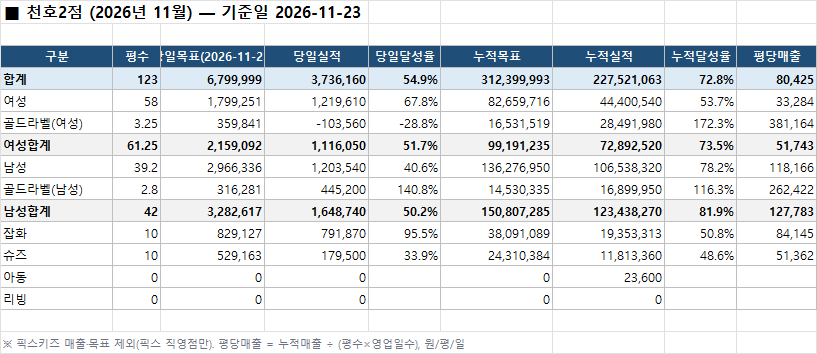 ■ 천호2점 (2026년 11월) — 기준일 2026-11-23
구분 평수 당일목표(2026-11-2 당일실적 당일달성율 누적목표 누적실적 누적달성율 평당매출
합계 123 6,799,999 3,736,160 54.9% 312,399,993 227,521,063 72.8% 80,425
여성 58 1,799,251 1,219,610 67.8% 82,659,716 44,400,540 53.7% 33,284
골드라벨(여성) 3.25 359,841 -103,560 -28.8% 16,531,519 28,491,980 172.3% 381,164
여성합계 61.25 2,159,092 1,116,050 51.7% 99,191,235 72,892,520 73.5% 51,743
남성 39.2 2,966,336 1,203,540 40.6% 136,276,950 106,538,320 78.2% 118,166
골드라벨(남성) 2.8 316,281 445,200 140.8% 14,530,335 16,899,950 116.3% 262,422
남성합계 42 3,282,617 1,648,740 50.2% 150,807,285 123,438,270 81.9% 127,783
잡화 10 829,127 791,870 95.5% 38,091,089 19,353,313 50.8% 84,145
슈즈 10 529,163 179,500 33.9% 24,310,384 11,813,360 48.6% 51,362
아동 0 0 0 0 23,600
리빙 0 0 0 0 0
※ 픽스키즈 매출·목표 제외(픽스 직영점만). 평당매출 = 누적매출 ÷ (평수×영업일수), 원/평/일